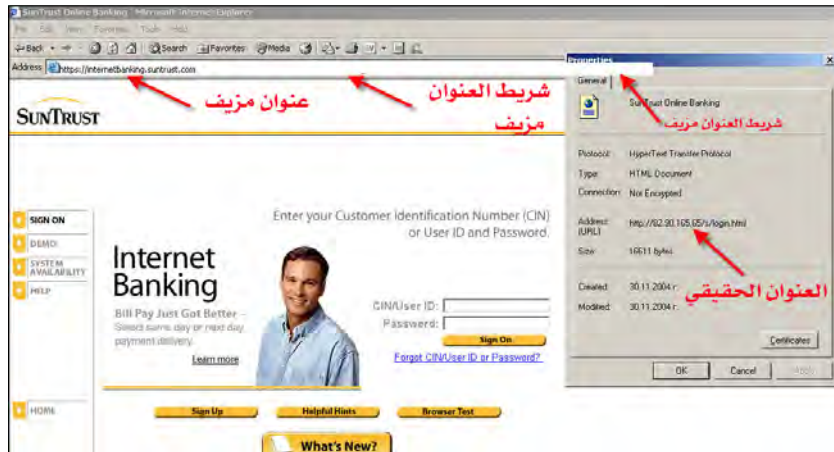 SunTrust Online Banking - Microsoft Internet Explorer
File Edit View Favorites Tools Help
Back Search Favorites Media
Address https://internetbanking.suntrust.com
عنوان مزيف
شريط العنوان
مزيف
SUNTRUST
SIGN ON
DEMO
SYSTEM
AVAILABILITY
HELP
HOME
Enter your Customer Identification Number (CIN)
or User ID and Password.
Internet
Banking
Bill Pay Just Got Better –
Select same day or next day
payment delivery.
Learn more
CIN/User ID:
Password:
Sign On
Forgot CIN/User ID or Password?
Sign Up Helpful Hints Browser Test
What's New?
Properties
General
SunTrust Online Banking
شريط العنوان مزيف
Protocol: HyperText Transfer Protocol
Type: HTML Document
Connection: Not Encrypted
Address: http://82.90.165.65/s/login.html
(URL)
Size: 16611 bytes
العنوان الحقيقي
Created: 30.11.2004 г.
Modified: 30.11.2004 г.
Certificates
OK Cancel Apply